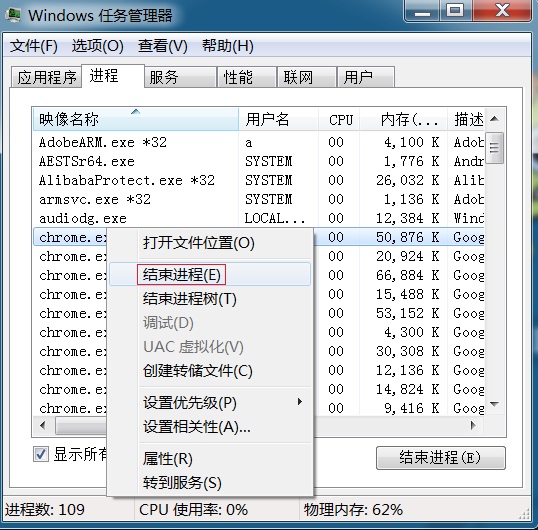 Windows 任务管理器
文件(F) 选项(O) 查看(V) 帮助(H)
应用程序 进程 服务 性能 联网 用户
映像名称 用户名 CPU 内存(... 描述
AdobeARM.exe *32 a 00 4,100 K Adob
AESTSr64.exe SYSTEM 00 1,776 K Andr
AlibabaProtect.exe *32 SYSTEM 00 26,032 K Alib
armsvc.exe *32 SYSTEM 00 1,136 K Adob
audiodg.exe LOCAL... 00 12,384 K Wind
chrome.ex 00 50,876 K Goog
chrome.ex 00 20,924 K Goog
chrome.ex 00 66,884 K Goog
chrome.ex 00 15,488 K Goog
chrome.ex 00 53,152 K Goog
chrome.ex 00 4,300 K Goog
chrome.ex 00 30,308 K Goog
chrome.ex 00 12,136 K Goog
chrome.ex 00 14,824 K Goog
chrome.ex 00 9,416 K Goog
打开文件位置(O)
结束进程(E)
结束进程树(T)
调试(D)
UAC 虚拟化(V)
创建转储文件(C)
设置优先级(P)
设置相关性(A)...
属性(R)
转到服务(S)
显示所有 结束进程(E)
进程数: 109 CPU 使用率: 0% 物理内存: 62%